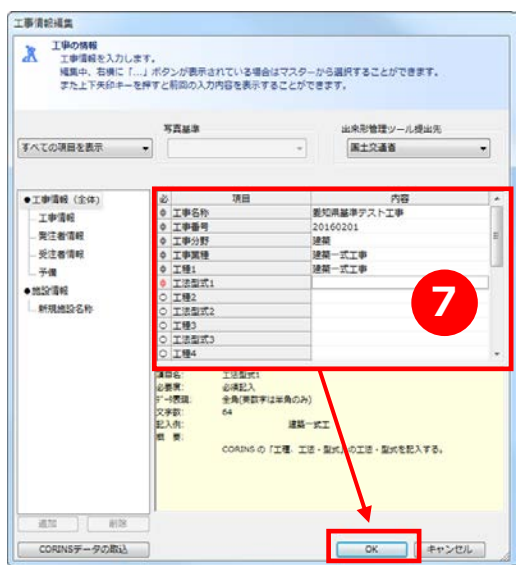 工事情報編集
工事の情報
工事情報を入力します。
編集中、右横に「...」ボタンが表示されている場合はマスターから選択することができます。
また上下矢印キーを押すと前回の入力内容を表示することができます。
写真基準
出来形管理ツール提出先
すべての項目を表示
国土交通省
●工事情報（全体）
工事情報
発注者情報
受注者情報
予備
●施設情報
新規施設名称
必 項目 内容
◎ 工事名称 愛知県基準テスト工事
◎ 工事番号 20160201
◎ 工事分野 建築
◎ 工事業種 建築一式工事
◎ 工種1 建築一式工事
◎ 工法型式1
○ 工種2
○ 工法型式2
○ 工種3
○ 工法型式3
○ 工種4
7
項目名: 工法型式1
必要度: 必須記入
データ表現: 全角(英数字は半角のみ)
文字数: 64
記入例: 建築一式工
概 要:
CORINS の「工種、工法・型式」の工法・型式を記入する。
追加 削除
CORINSデータの取込
OK
キャンセル